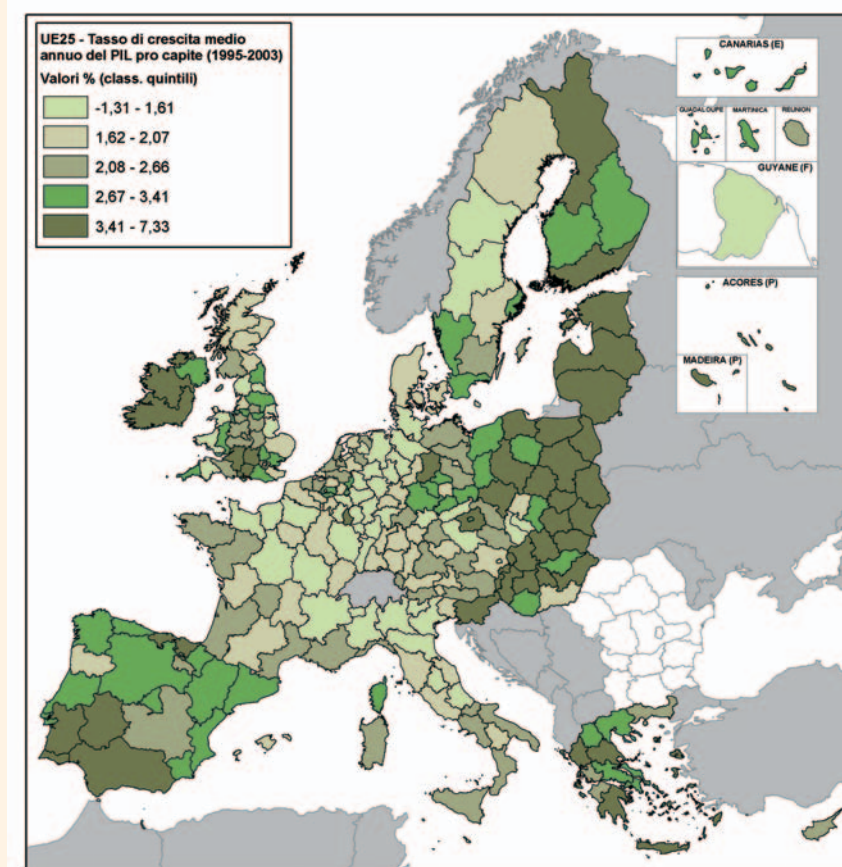 UE25 - Tasso di crescita medio
annuo del PIL pro capite (1995-2003)
Valori % (class. quintili)
-1,31 - 1,61
1,62 - 2,07
2,08 - 2,66
2,67 - 3,41
3,41 - 7,33
CANARIAS (E)
GUADALOUPE
MARTINICA
REUNION
GUYANE (F)
ACORES (P)
MADEIRA (P)